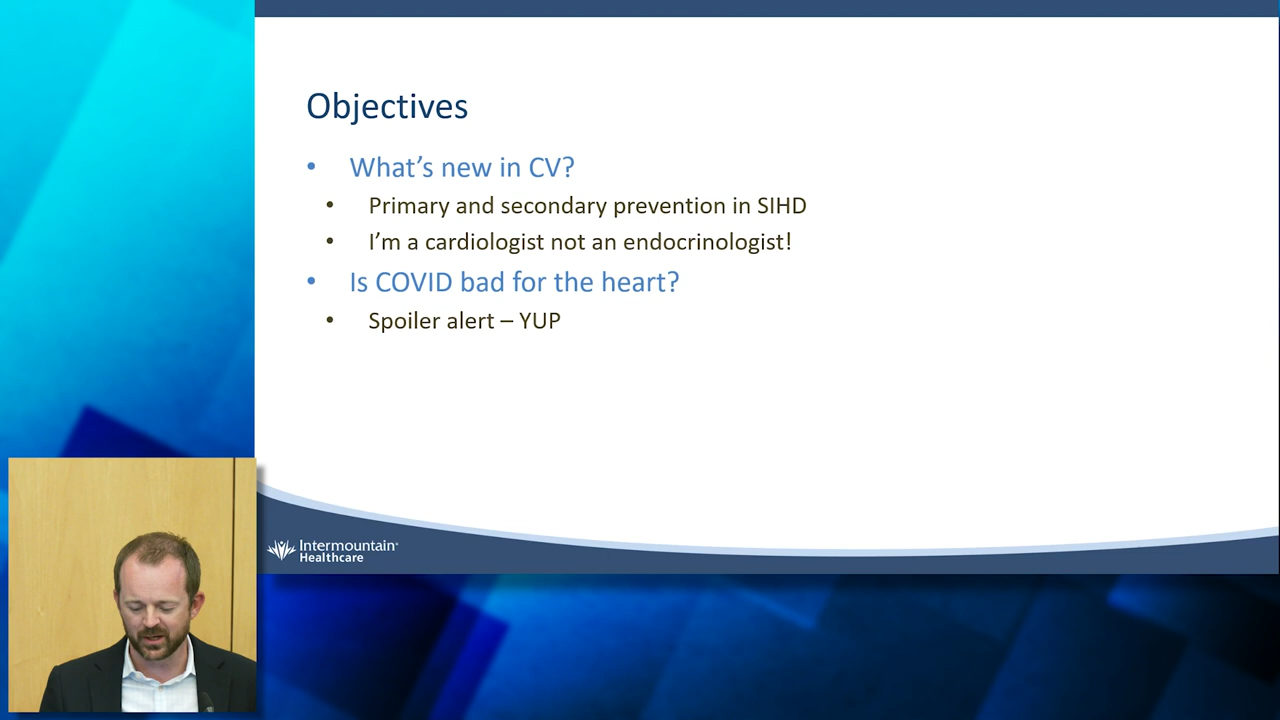 Objectives
• What's new in CV?
• Primary and secondary prevention in SIHD
• I'm a cardiologist not an endocrinologist!
• Is COVID bad for the heart?
• Spoiler alert – YUP
Intermountain
Healthcare